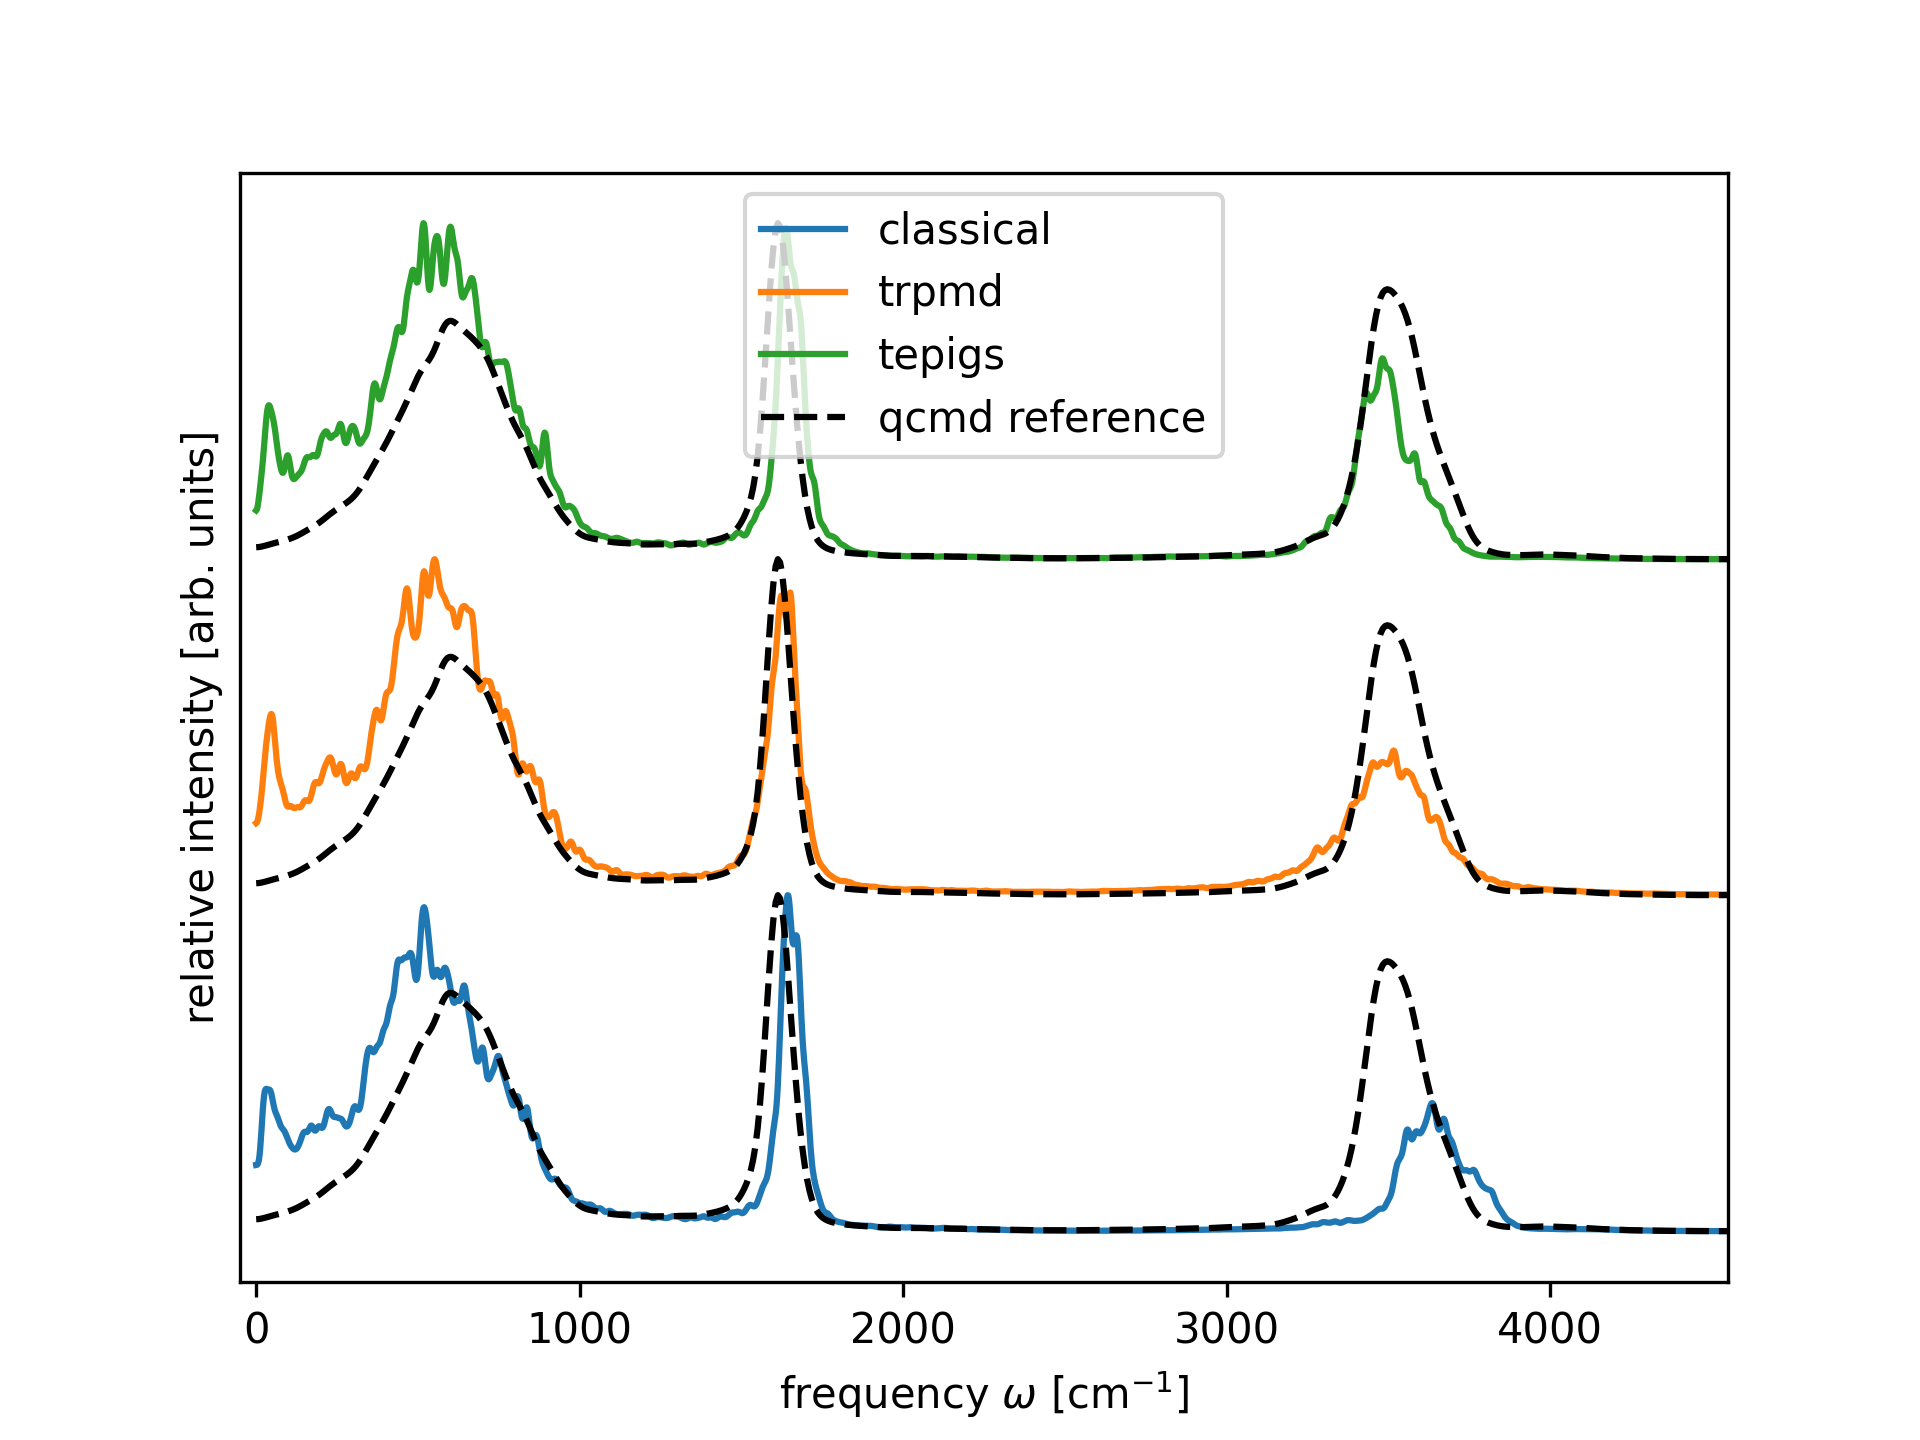 classical
trpmd
tepigs
qcmd reference
relative intensity [arb. units]
0 1000 2000 3000 4000
frequency ω [cm⁻¹]